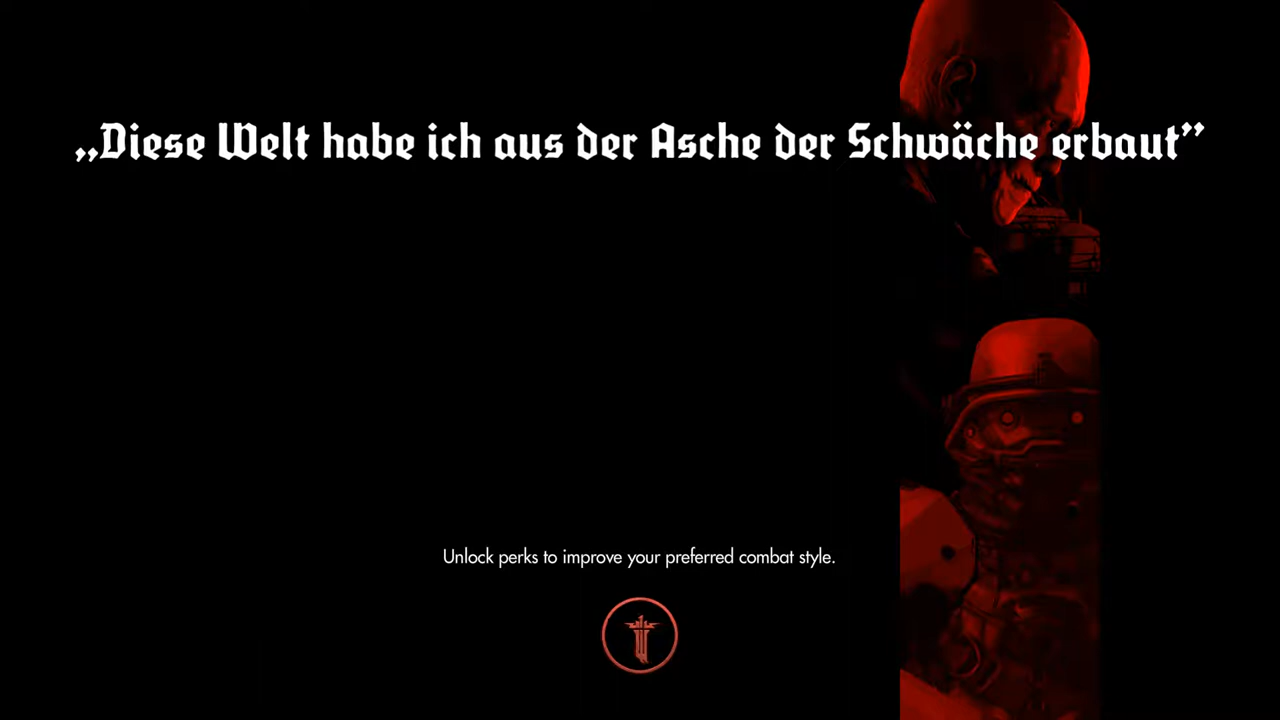 „Diese Welt habe ich aus der Asche der Schwäche erbaut”
Unlock perks to improve your preferred combat style.